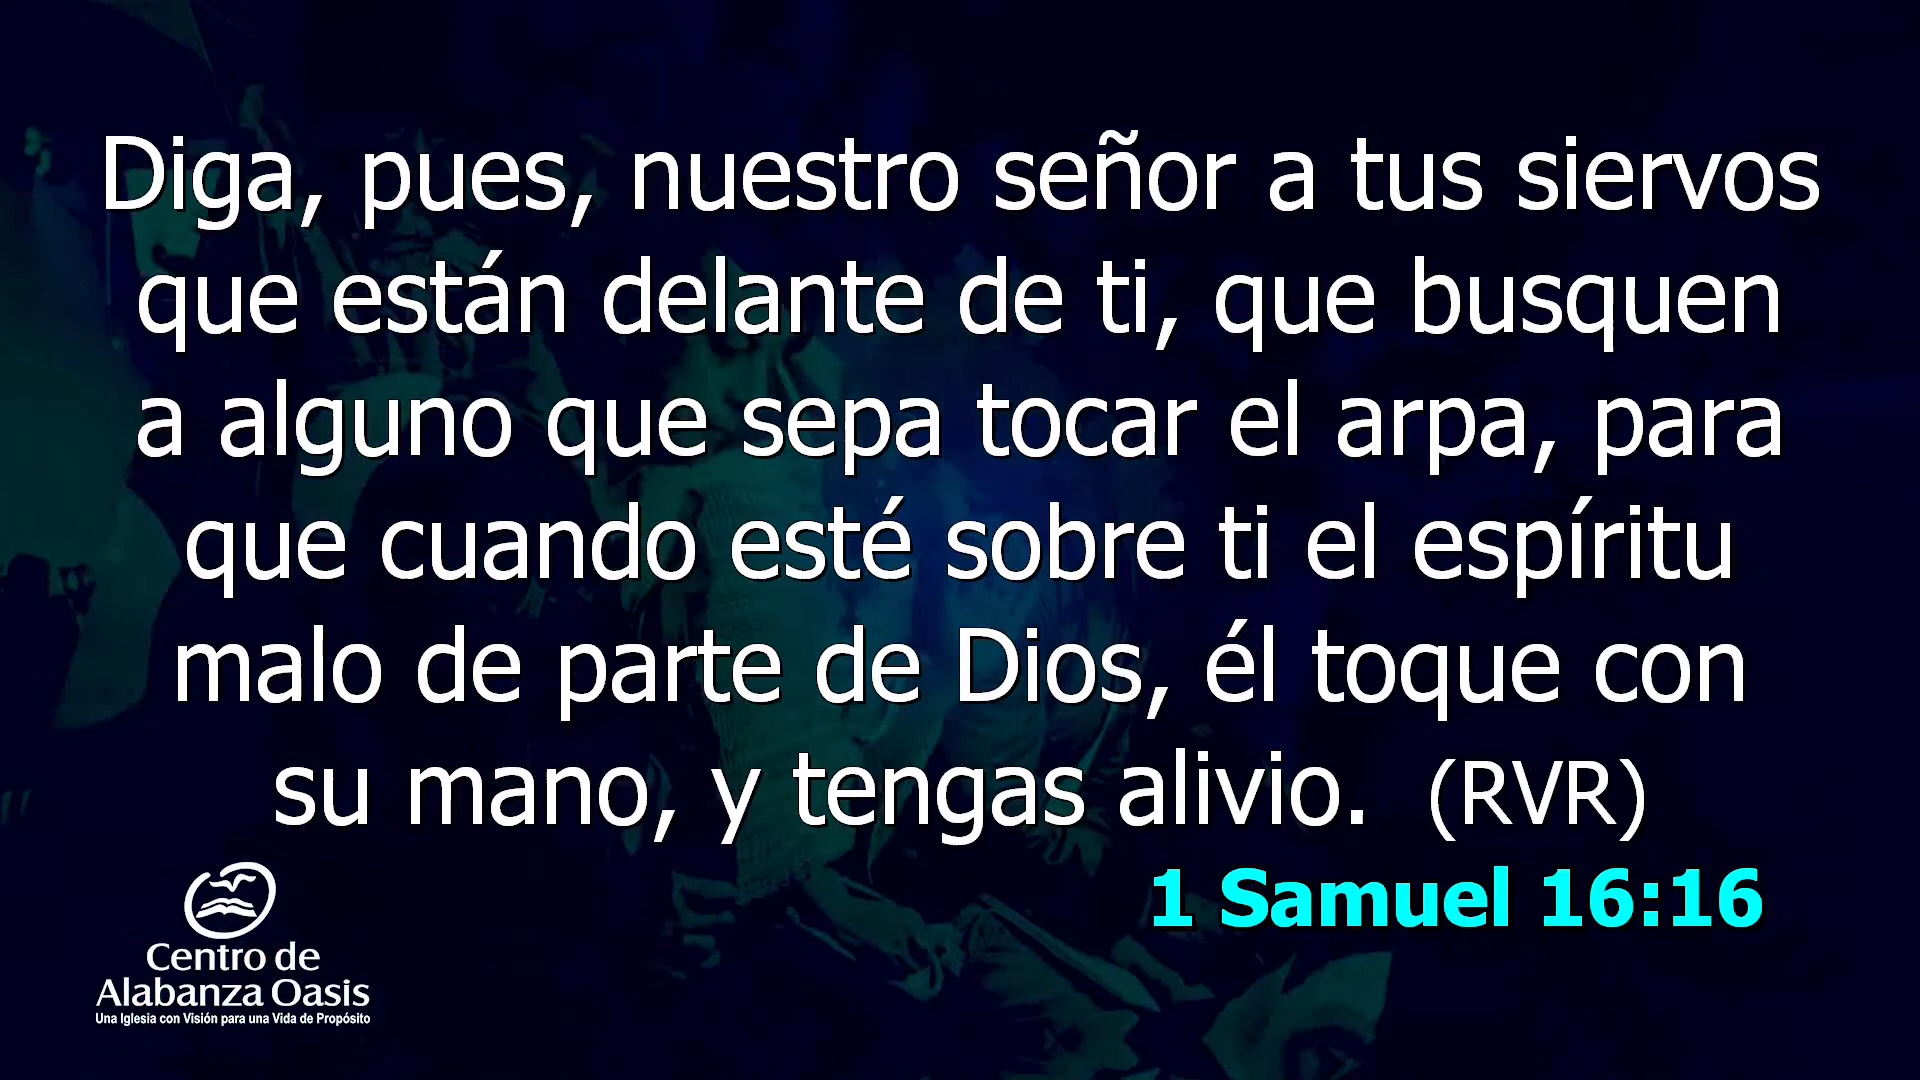 Diga, pues, nuestro señor a tus siervos
que están delante de ti, que busquen
a alguno que sepa tocar el arpa, para
que cuando esté sobre ti el espíritu
malo de parte de Dios, él toque con
su mano, y tengas alivio. (RVR)
1 Samuel 16:16
Centro de
Alabanza Oasis
Una Iglesia con Visión para una Vida de Propósito